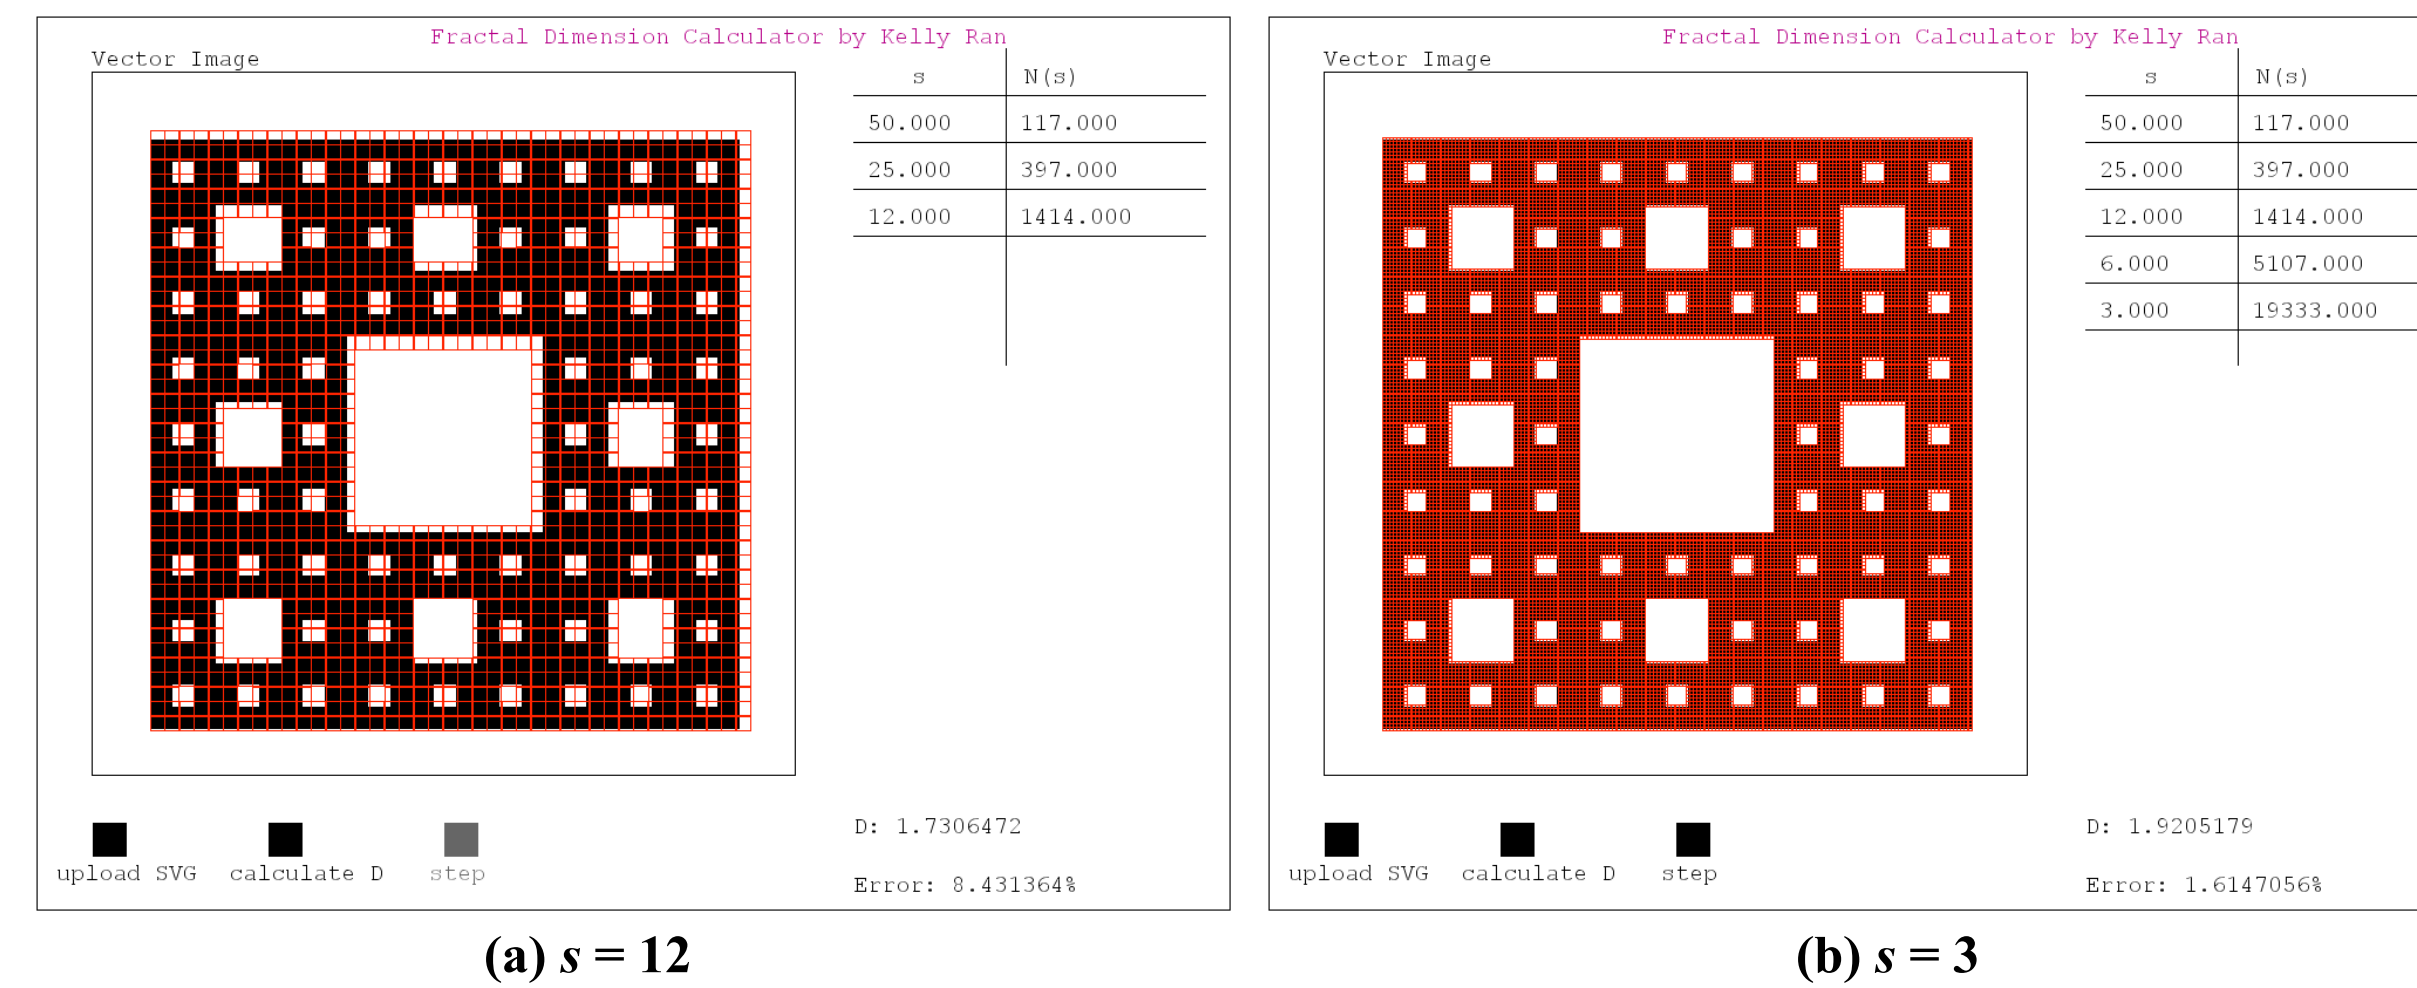 Fractal Dimension Calculator by Kelly Ran
Vector Image
s N(s)
50.000 117.000
25.000 397.000
12.000 1414.000
D: 1.7306472
upload SVG calculate D step
Error: 8.431364%
(a) s = 12
Fractal Dimension Calculator by Kelly Ran
Vector Image
s N(s)
50.000 117.000
25.000 397.000
12.000 1414.000
6.000 5107.000
3.000 19333.000
D: 1.9205179
upload SVG calculate D step
Error: 1.6147056%
(b) s = 3